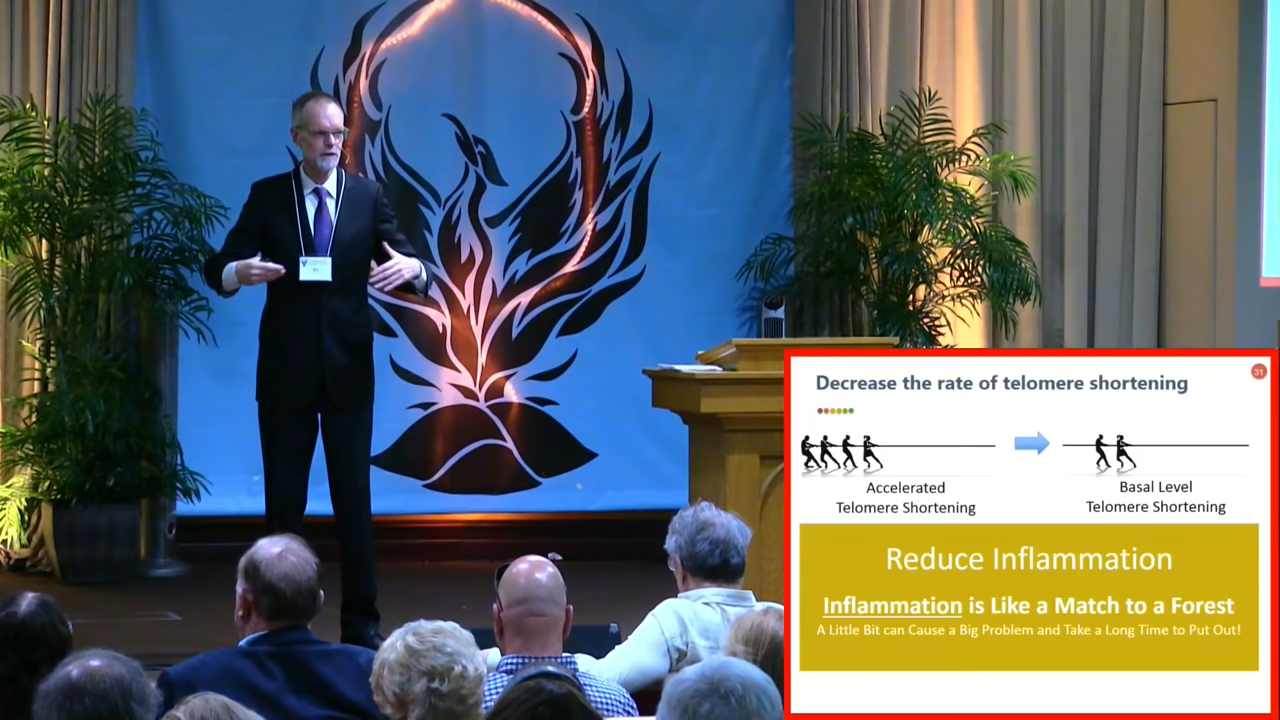 Decrease the rate of telomere shortening
31
Accelerated
Telomere Shortening
Basal Level
Telomere Shortening
Reduce Inflammation
Inflammation is Like a Match to a Forest
A Little Bit can Cause a Big Problem and Take a Long Time to Put Out!